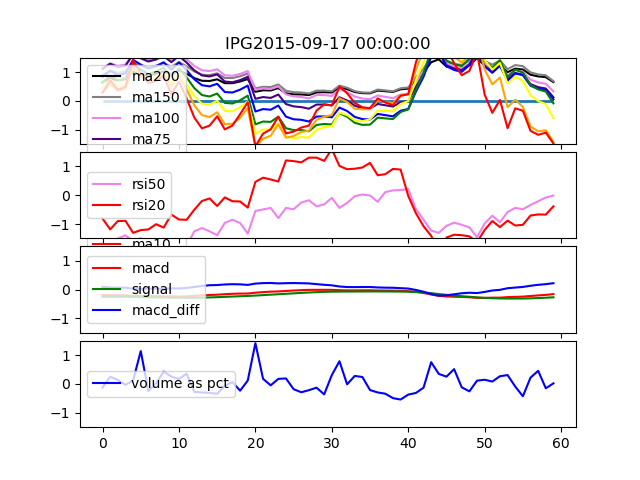 IPG2015-09-17 00:00:00
1
0
−1
ma200
ma150
ma100
ma75
1
0
−1
rsi50
rsi20
ma10
1
0
−1
macd
signal
macd_diff
1
0
−1
volume as pct
0 10 20 30 40 50 60